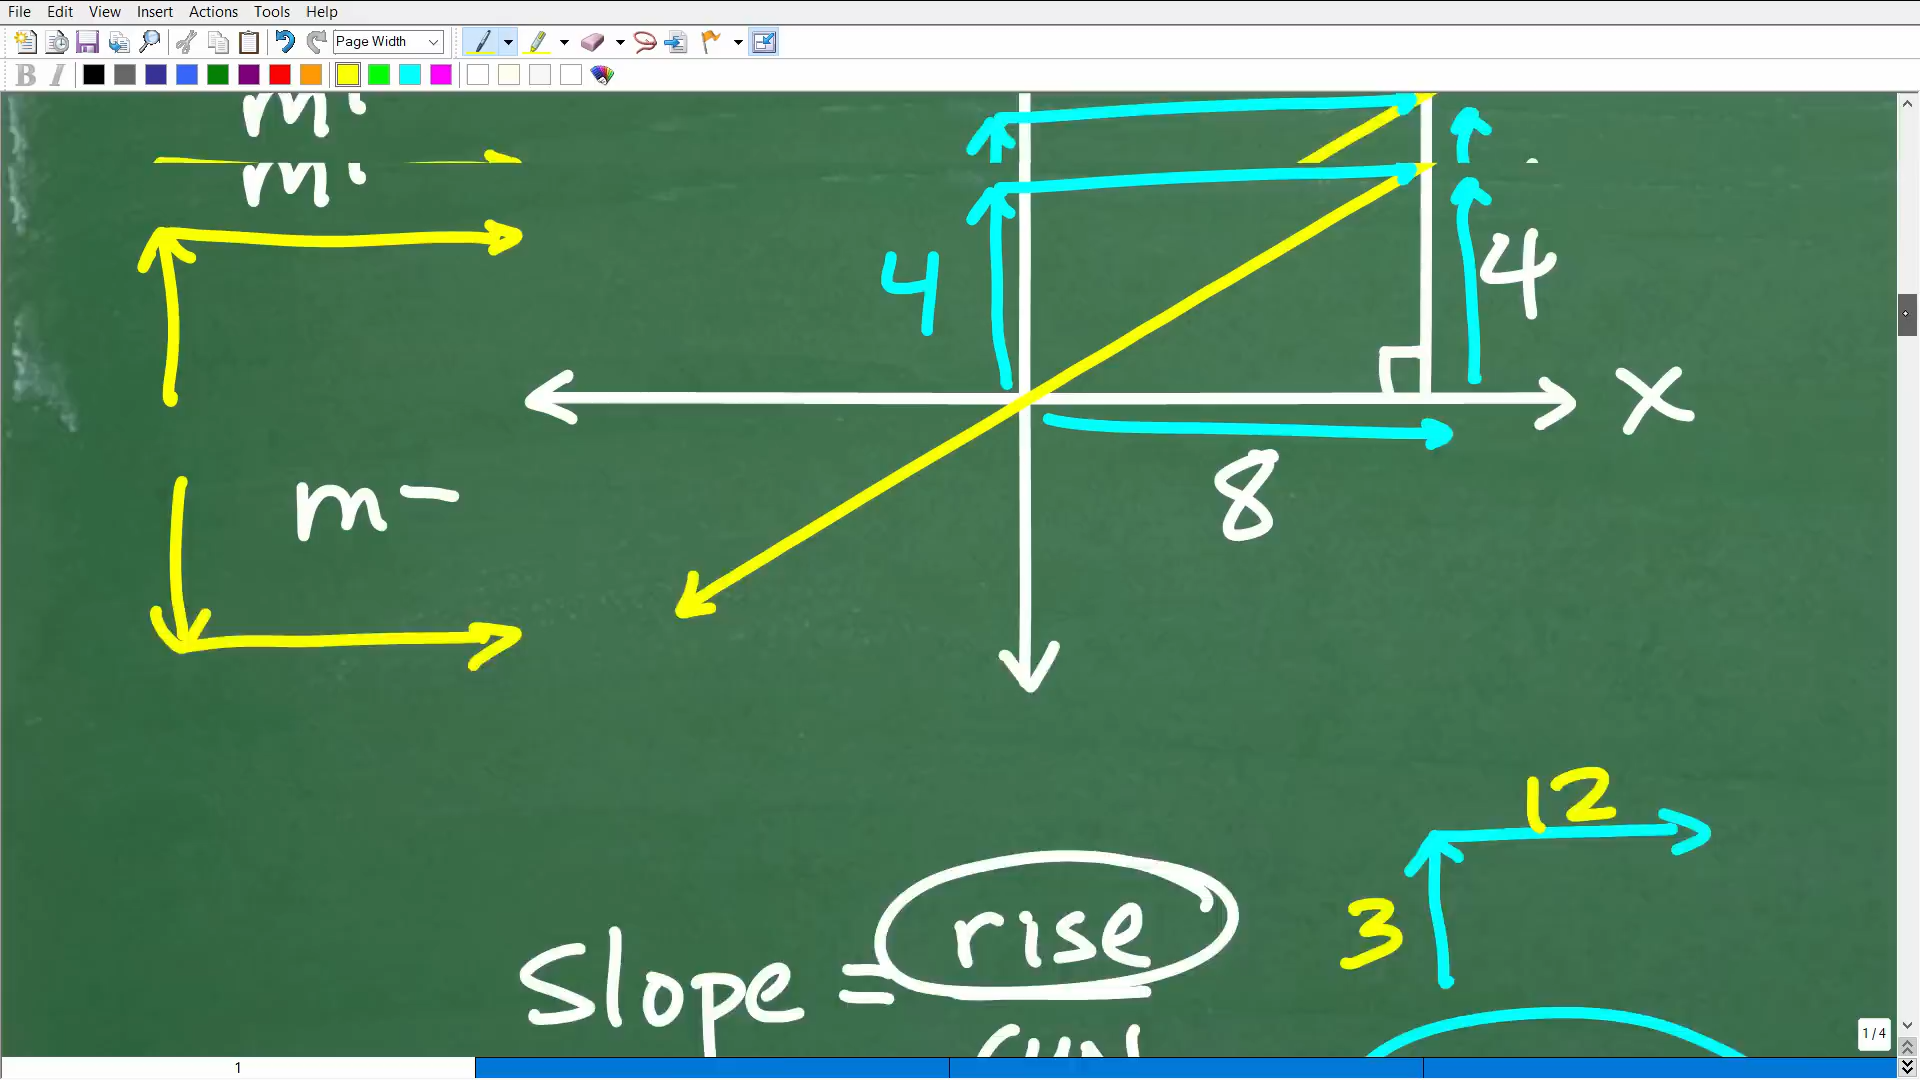 File Edit View Insert Actions Tools Help
Page Width
B I
4
4
x
8
m -
12
3
Slope = rise
run
1 / 4
1